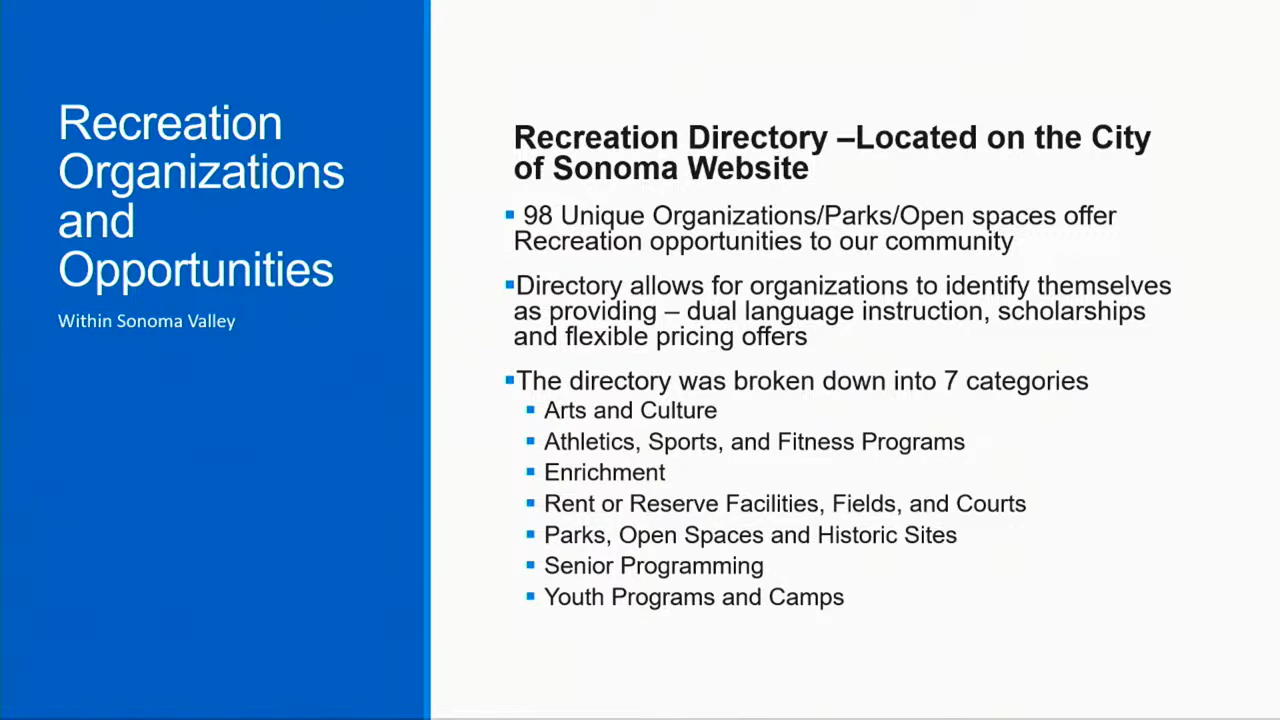 Recreation
Organizations
and
Opportunities
Within Sonoma Valley
Recreation Directory –Located on the City
of Sonoma Website
▪ 98 Unique Organizations/Parks/Open spaces offer
Recreation opportunities to our community
▪Directory allows for organizations to identify themselves
as providing – dual language instruction, scholarships
and flexible pricing offers
▪The directory was broken down into 7 categories
▪ Arts and Culture
▪ Athletics, Sports, and Fitness Programs
▪ Enrichment
▪ Rent or Reserve Facilities, Fields, and Courts
▪ Parks, Open Spaces and Historic Sites
▪ Senior Programming
▪ Youth Programs and Camps